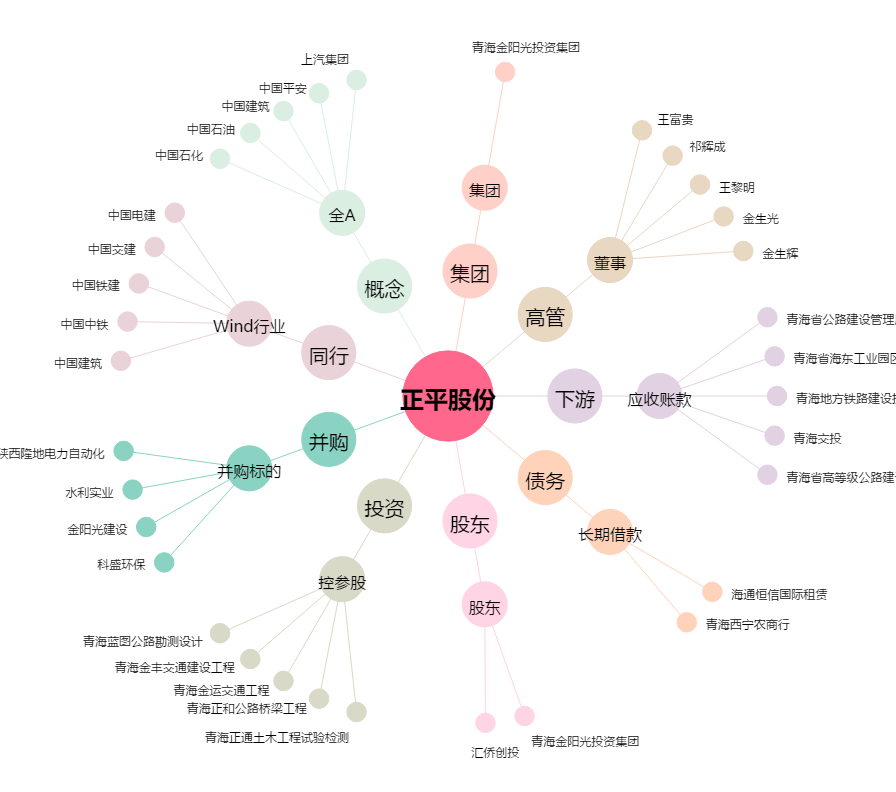 青海金阳光投资集团
上汽集团
中国平安
中国建筑
中国石油
中国石化
王富贵
祁辉成
王黎明
金生光
金生辉
集团
全A
中国电建
中国交建
中国铁建
中国中铁
中国建筑
董事
集团
概念
高管
Wind行业
同行
青海省公路建设管理
青海省海东工业园区
正平股份
下游
应收账款
青海地方铁路建设投
青海交投
青海省高等级公路建
并购
陕西隆地电力自动化
并购标的
水利实业
金阳光建设
科盛环保
债务
投资
股东
长期借款
控参股
海通恒信国际租赁
股东
青海西宁农商行
青海蓝图公路勘测设计
青海金丰交通建设工程
青海金运交通工程
青海正和公路桥梁工程
青海正通土木工程试验检测
青海金阳光投资集团
汇侨创投